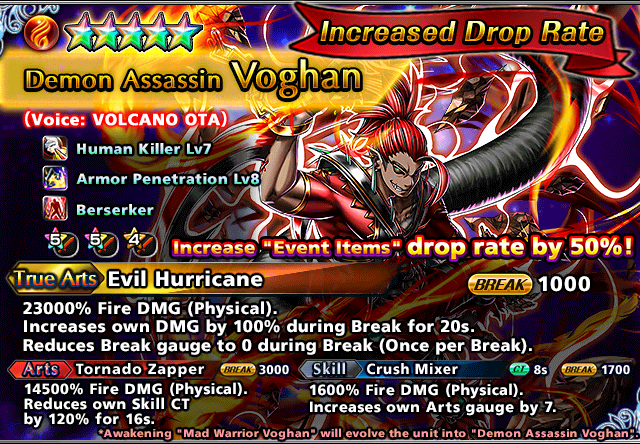 Increased Drop Rate
Demon Assassin Voghan
(Voice: VOLCANO OTA)
Human Killer Lv7
Armor Penetration Lv8
Berserker
5 5 4
Increase "Event Items" drop rate by 50%!
True Arts Evil Hurricane BREAK 1000
23000% Fire DMG (Physical).
Increases own DMG by 100% during Break for 20s.
Reduces Break gauge to 0 during Break (Once per Break).
Arts Tornado Zapper BREAK 3000
14500% Fire DMG (Physical).
Reduces own Skill CT
by 120% for 16s.
Skill Crush Mixer CT 8s BREAK 1700
1600% Fire DMG (Physical).
Increases own Arts gauge by 7.
*Awakening "Mad Warrior Voghan" will evolve the unit into "Demon Assassin Voghan".